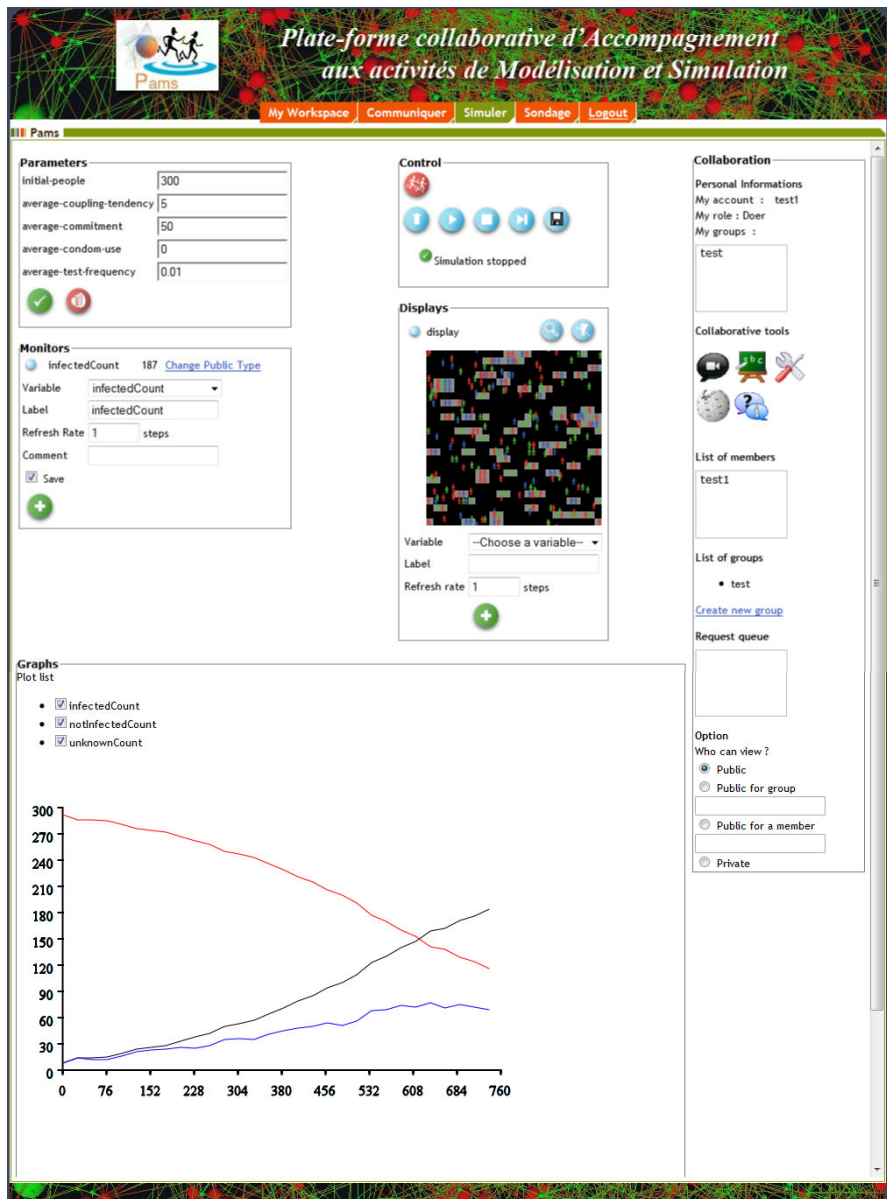 Plate-forme collaborative d'Accompagnement
aux activités de Modélisation et Simulation
Pams
My Workspace Communiquer Simuler Sondage Logout
Pams
Parameters
initial-people 300
average-coupling-tendency 5
average-commitment 50
average-condom-use 0
average-test-frequency 0.01
Monitors
infectedCount 187 Change Public Type
Variable infectedCount
Label infectedCount
Refresh Rate 1 steps
Comment
Save
Control
Simulation stopped
Displays
display
Variable --Choose a variable--
Label
Refresh rate 1 steps
Collaboration
Personal Informations
My account : test1
My role : Doer
My groups :
test
Collaborative tools
abc
List of members
test1
List of groups
test
Create new group
Request queue
Option
Who can view ?
Public
Public for group
Public for a member
Private
Graphs
Plot list
infectedCount
notInfectedCount
unknownCount
300
270
240
210
180
150
120
90
60
30
0
0 76 152 228 304 380 456 532 608 684 760